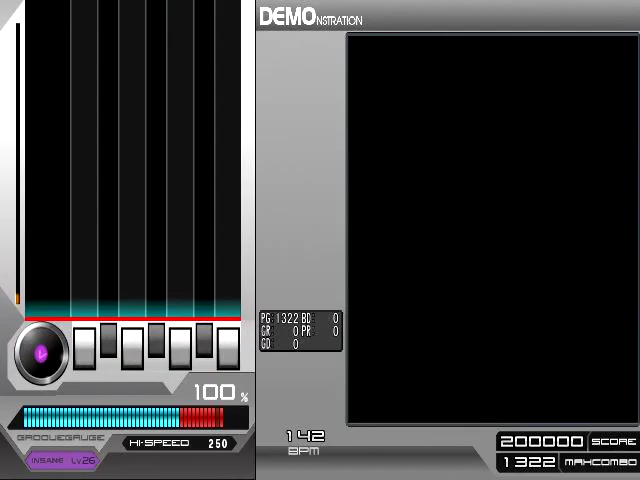 DEMONSTRATION
PG: 1322 BD: 0
GR: 0 PR: 0
GD: 0
100 %
GROOVEGAUGE
HI-SPEED 250
INSANE Lv26
142
BPM
200000 SCORE
1322 MAXCOMBO